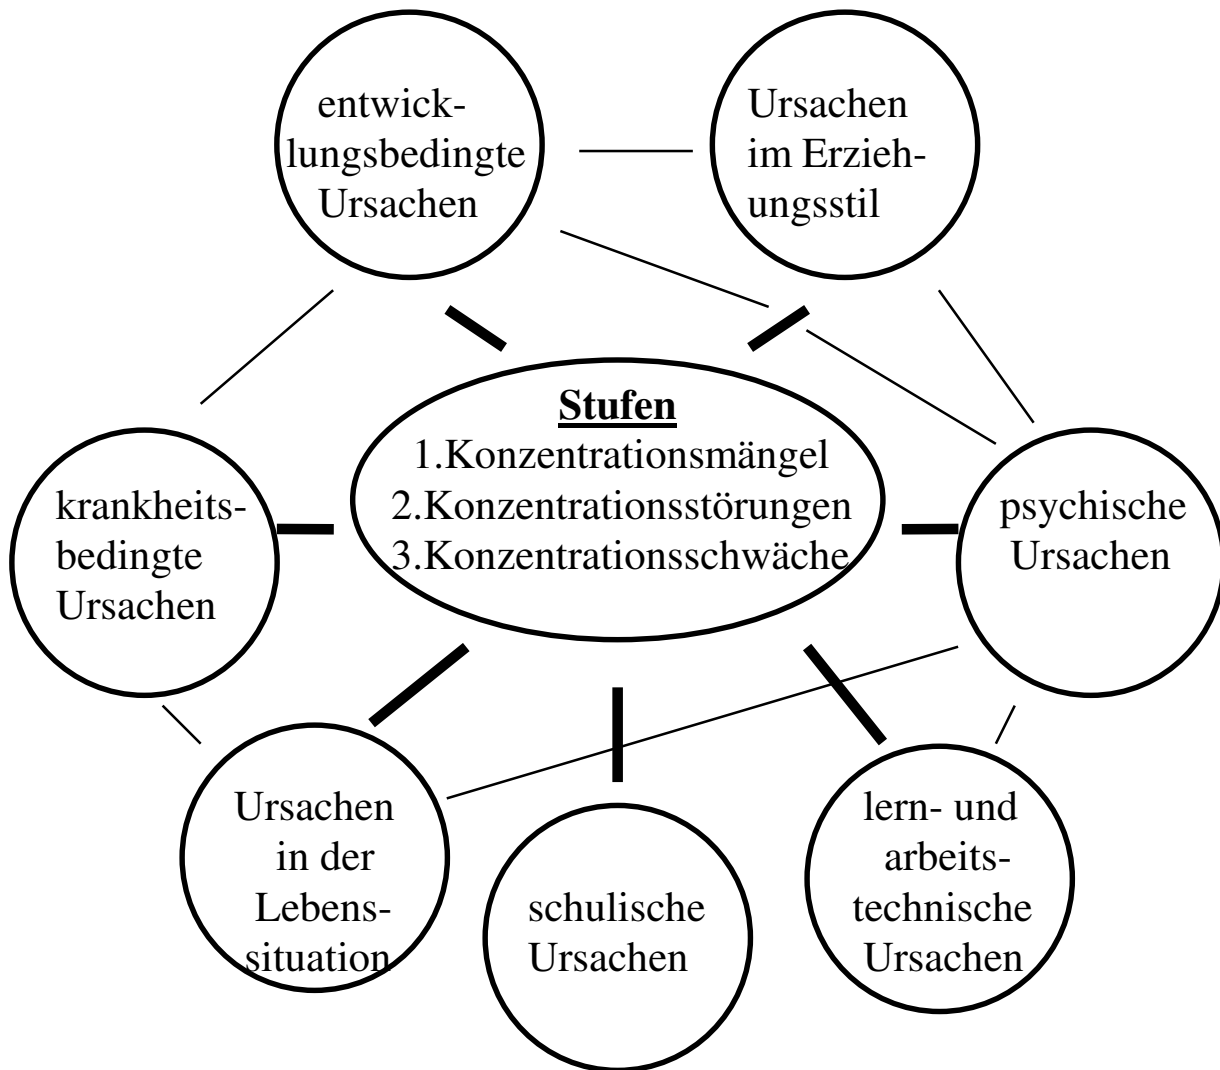 entwick-
lungsbedingte
Ursachen
Ursachen
im Erzieh-
ungsstil
Stufen
1.Konzentrationsmängel
2.Konzentrationsstörungen
3.Konzentrationsschwäche
krankheits-
bedingte
Ursachen
psychische
Ursachen
Ursachen
in der
Lebens-
situation
schulische
Ursachen
lern- und
arbeits-
technische
Ursachen